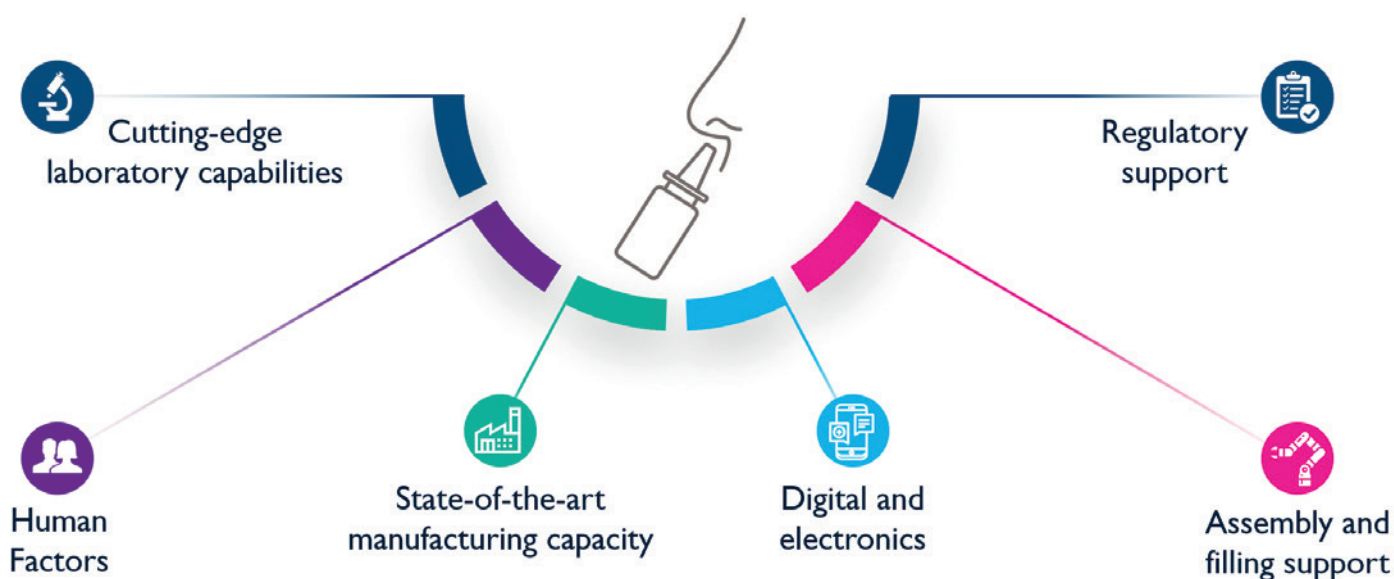 Cutting-edge
laboratory capabilities
Regulatory
support
Human
Factors
State-of-the-art
manufacturing capacity
Digital and
electronics
Assembly and
filling support